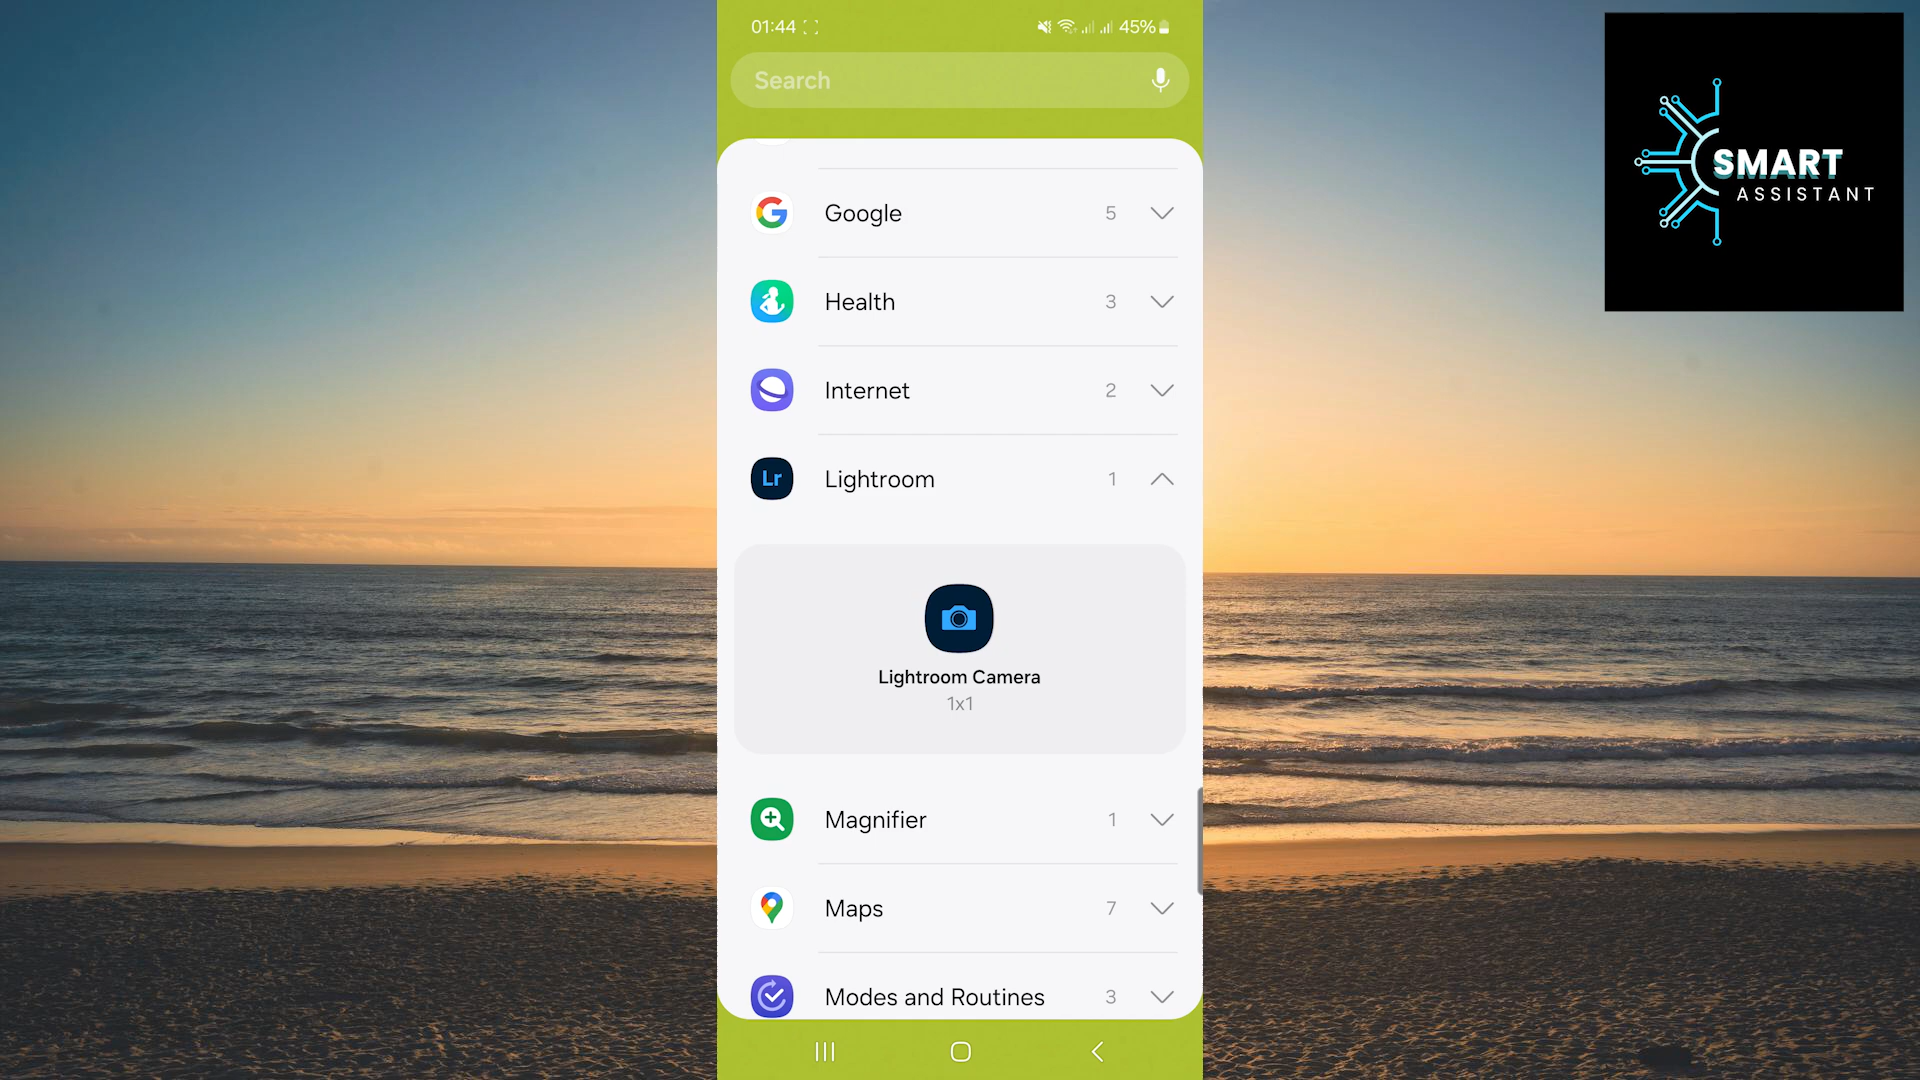 01:44
45%
Search
Google 5
Health 3
Internet 2
Lr Lightroom 1
Lightroom Camera
1x1
Magnifier 1
Maps 7
Modes and Routines 3
SMART
ASSISTANT